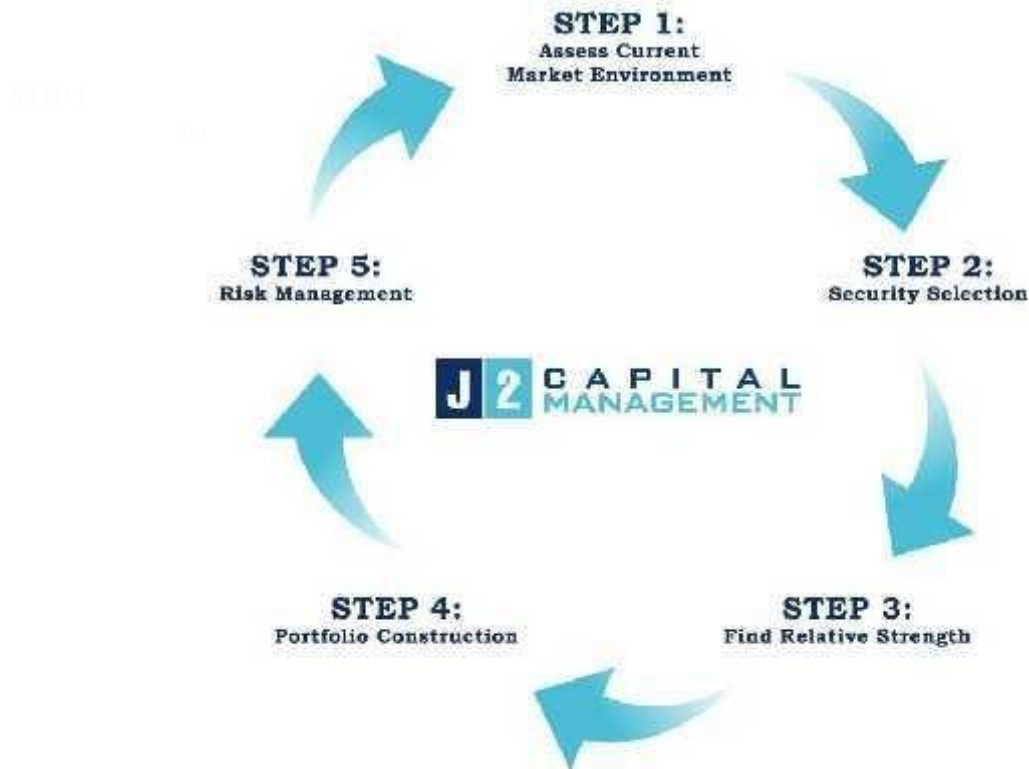 STEP 1:
Assess Current
Market Environment
STEP 2:
Security Selection
STEP 3:
Find Relative Strength
STEP 4:
Portfolio Construction
STEP 5:
Risk Management
J2 CAPITAL
MANAGEMENT